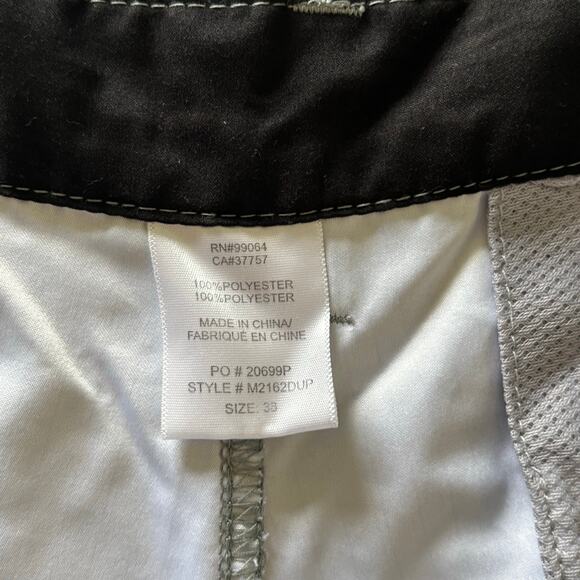 RN#99064
CA#37757
100%POLYESTER
100%POLYESTER
MADE IN CHINA/
FABRIQUÉ EN CHINE
PO # 20699P
STYLE # M2162DUP
SIZE: